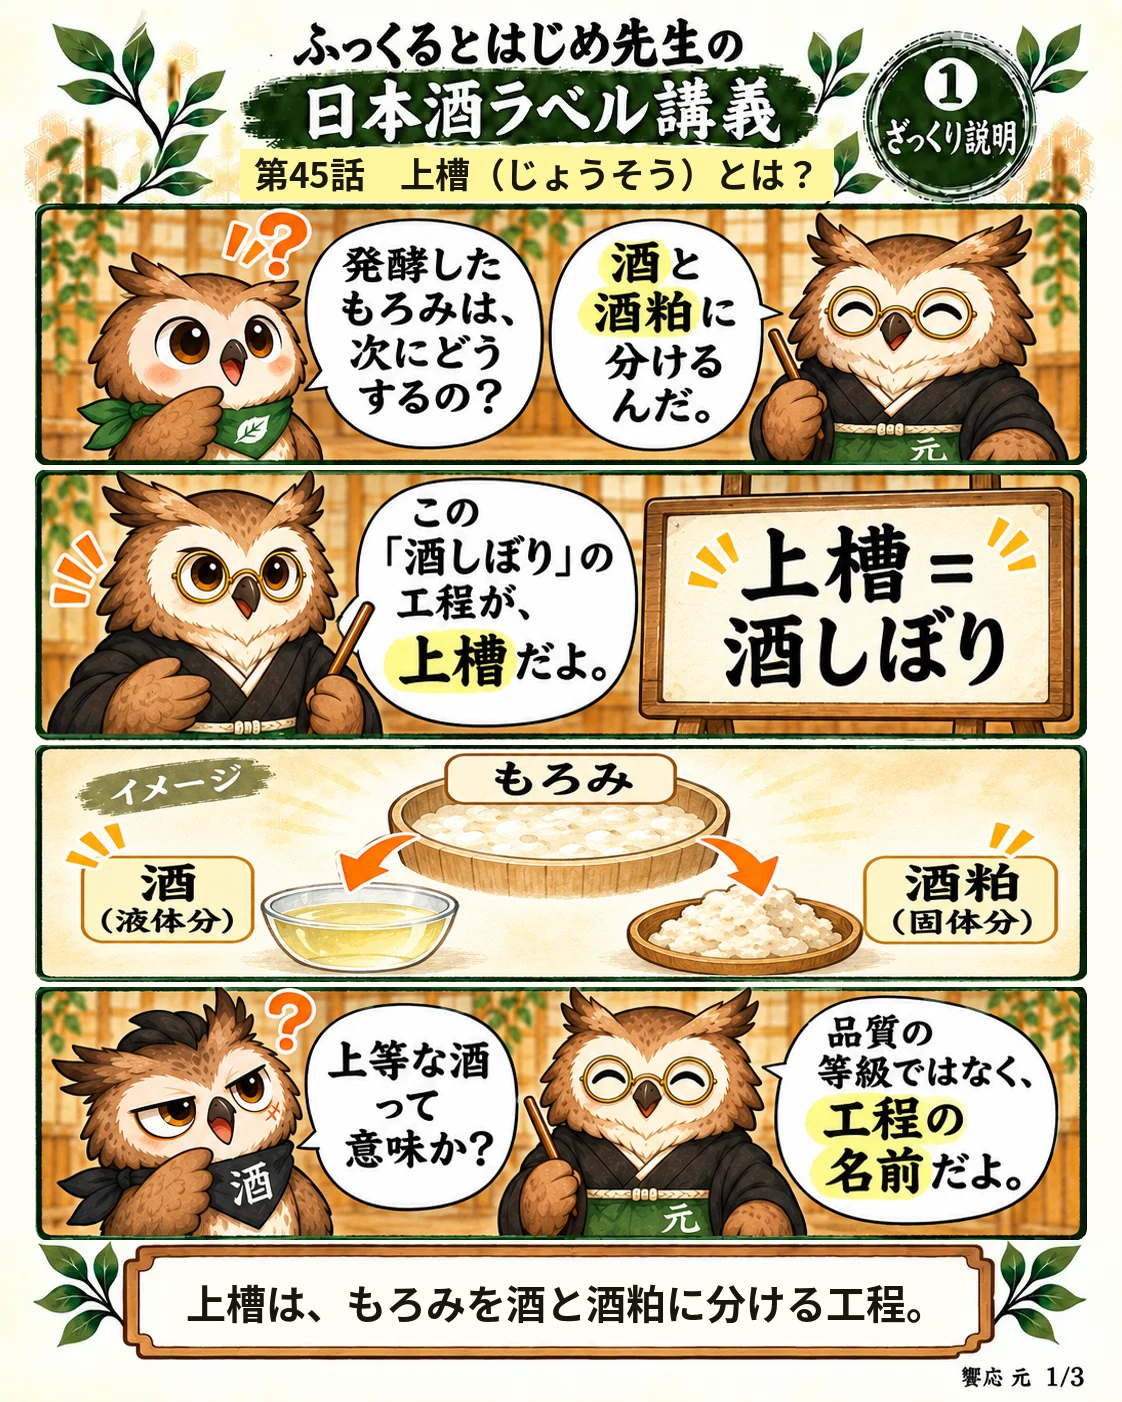 ふっくるとはじめ先生の
日本酒ラベル講義
1
ざっくり説明
第45話 上槽（じょうそう）とは？
発酵した
もろみは、
次にどう
するの？
酒と
酒粕に
分ける
んだ。
元
この
「酒しぼり」の
工程が、
上槽だよ。
上槽＝
酒しぼり
イメージ
もろみ
酒
（液体分）
酒粕
（固体分）
上等な酒
って
意味か？
酒
品質の
等級ではなく、
工程の
名前だよ。
元
上槽は、もろみを酒と酒粕に分ける工程。
饗応 元 1/3